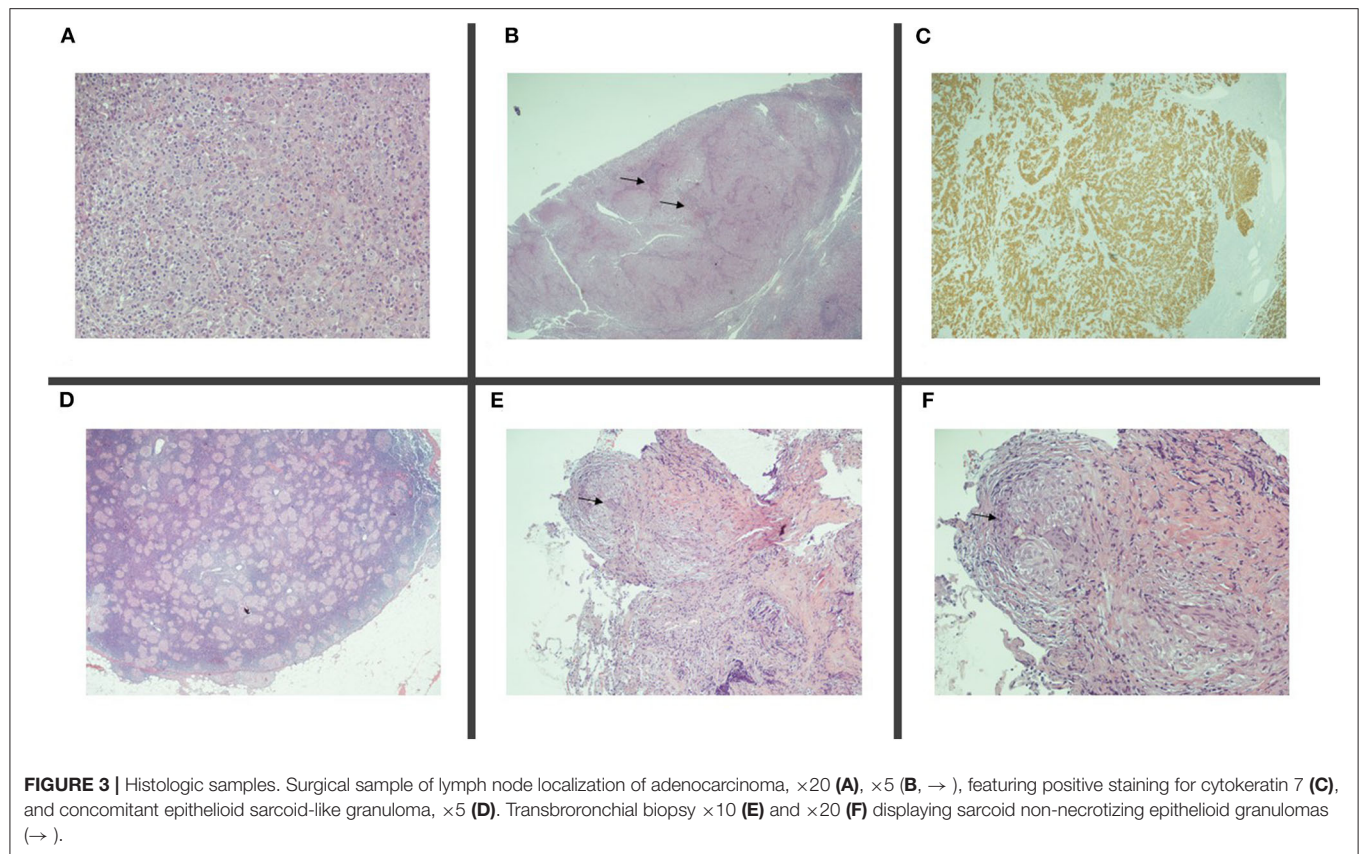 A
B
C
D
E
F
FIGURE 3 | Histologic samples. Surgical sample of lymph node localization of adenocarcinoma, ×20 (A), ×5 (B, → ), featuring positive staining for cytokeratin 7 (C),
and concomitant epithelioid sarcoid-like granuloma, ×5 (D). Transbroronchial biopsy ×10 (E) and ×20 (F) displaying sarcoid non-necrotizing epithelioid granulomas
(→ ).